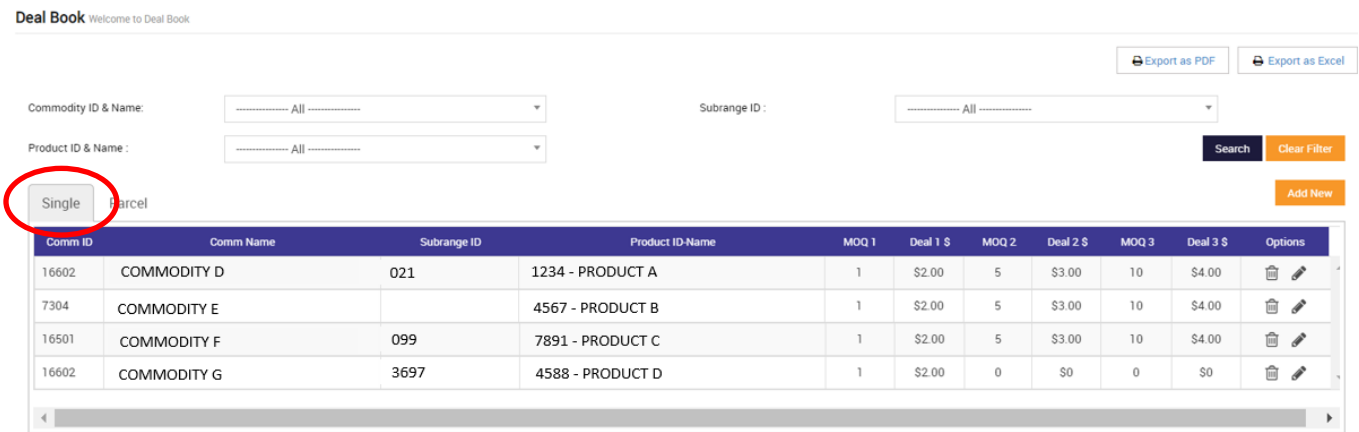 Deal Book Welcome to Deal Book
Export as PDF Export as Excel
Commodity ID & Name: ---------------- All ---------------- Subrange ID : ---------------- All ----------------
Product ID & Name : ---------------- All ---------------- Search Clear Filter
Single Parcel Add New
Comm ID Comm Name Subrange ID Product ID-Name MOQ 1 Deal 1 $ MOQ 2 Deal 2 $ MOQ 3 Deal 3 $ Options
16602 COMMODITY D 021 1234 - PRODUCT A 1 $2.00 5 $3.00 10 $4.00
7304 COMMODITY E 4567 - PRODUCT B 1 $2.00 5 $3.00 10 $4.00
16501 COMMODITY F 099 7891 - PRODUCT C 1 $2.00 5 $3.00 10 $4.00
16602 COMMODITY G 3697 4588 - PRODUCT D 1 $2.00 0 $0 0 $0